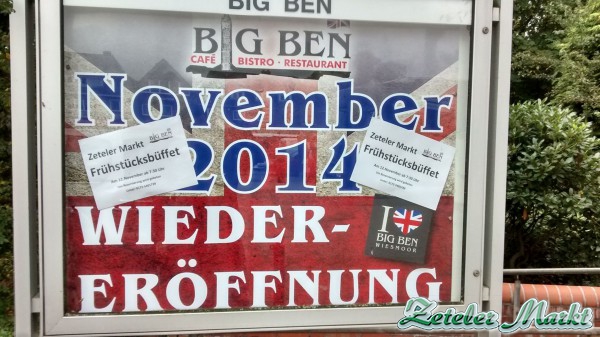 BIG BEN
BIG BEN
CAFÉ BISTRO · RESTAURANT
November
2014
WIEDER-
ERÖFFNUNG
Zeteler Markt
Frühstücksbüffet
Zeteler Markt
Frühstücksbüffet
I
BIG BEN
WIESMOOR
Zeteler Markt